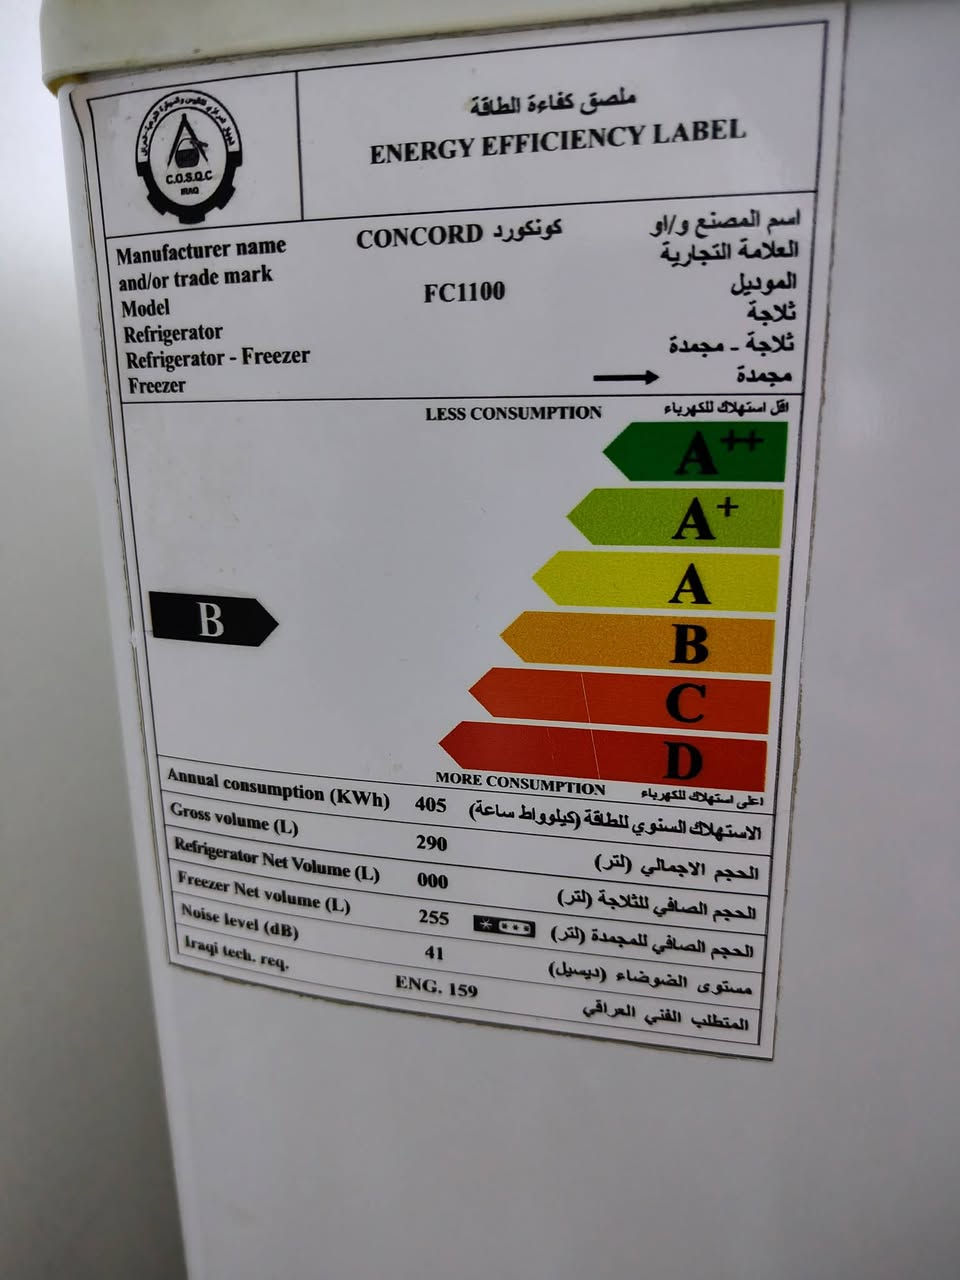 C.O.S.Q.C
IRAQ
ملصق كفاءة الطاقة
ENERGY EFFICIENCY LABEL
Manufacturer name CONCORD كونكورد اسم المصنع و/او
and/or trade mark العلامة التجارية
Model FC1100 الموديل
Refrigerator ثلاجة
Refrigerator - Freezer ثلاجة - مجمدة
Freezer مجمدة
LESS CONSUMPTION اقل استهلاك للكهرباء
A++
A+
A
B B
C
D
MORE CONSUMPTION اعلى استهلاك للكهرباء
Annual consumption (KWh) 405 الاستهلاك السنوي للطاقة (كيلوواط ساعة)
Gross volume (L) 290 الحجم الاجمالي (لتر)
Refrigerator Net Volume (L) 000 الحجم الصافي للثلاجة (لتر)
Freezer Net volume (L) 255 الحجم الصافي للمجمدة (لتر)
Noise level (dB) 41 مستوى الضوضاء (ديسبل)
Iraqi tech. req. ENG. 159 المتطلب الفني العراقي